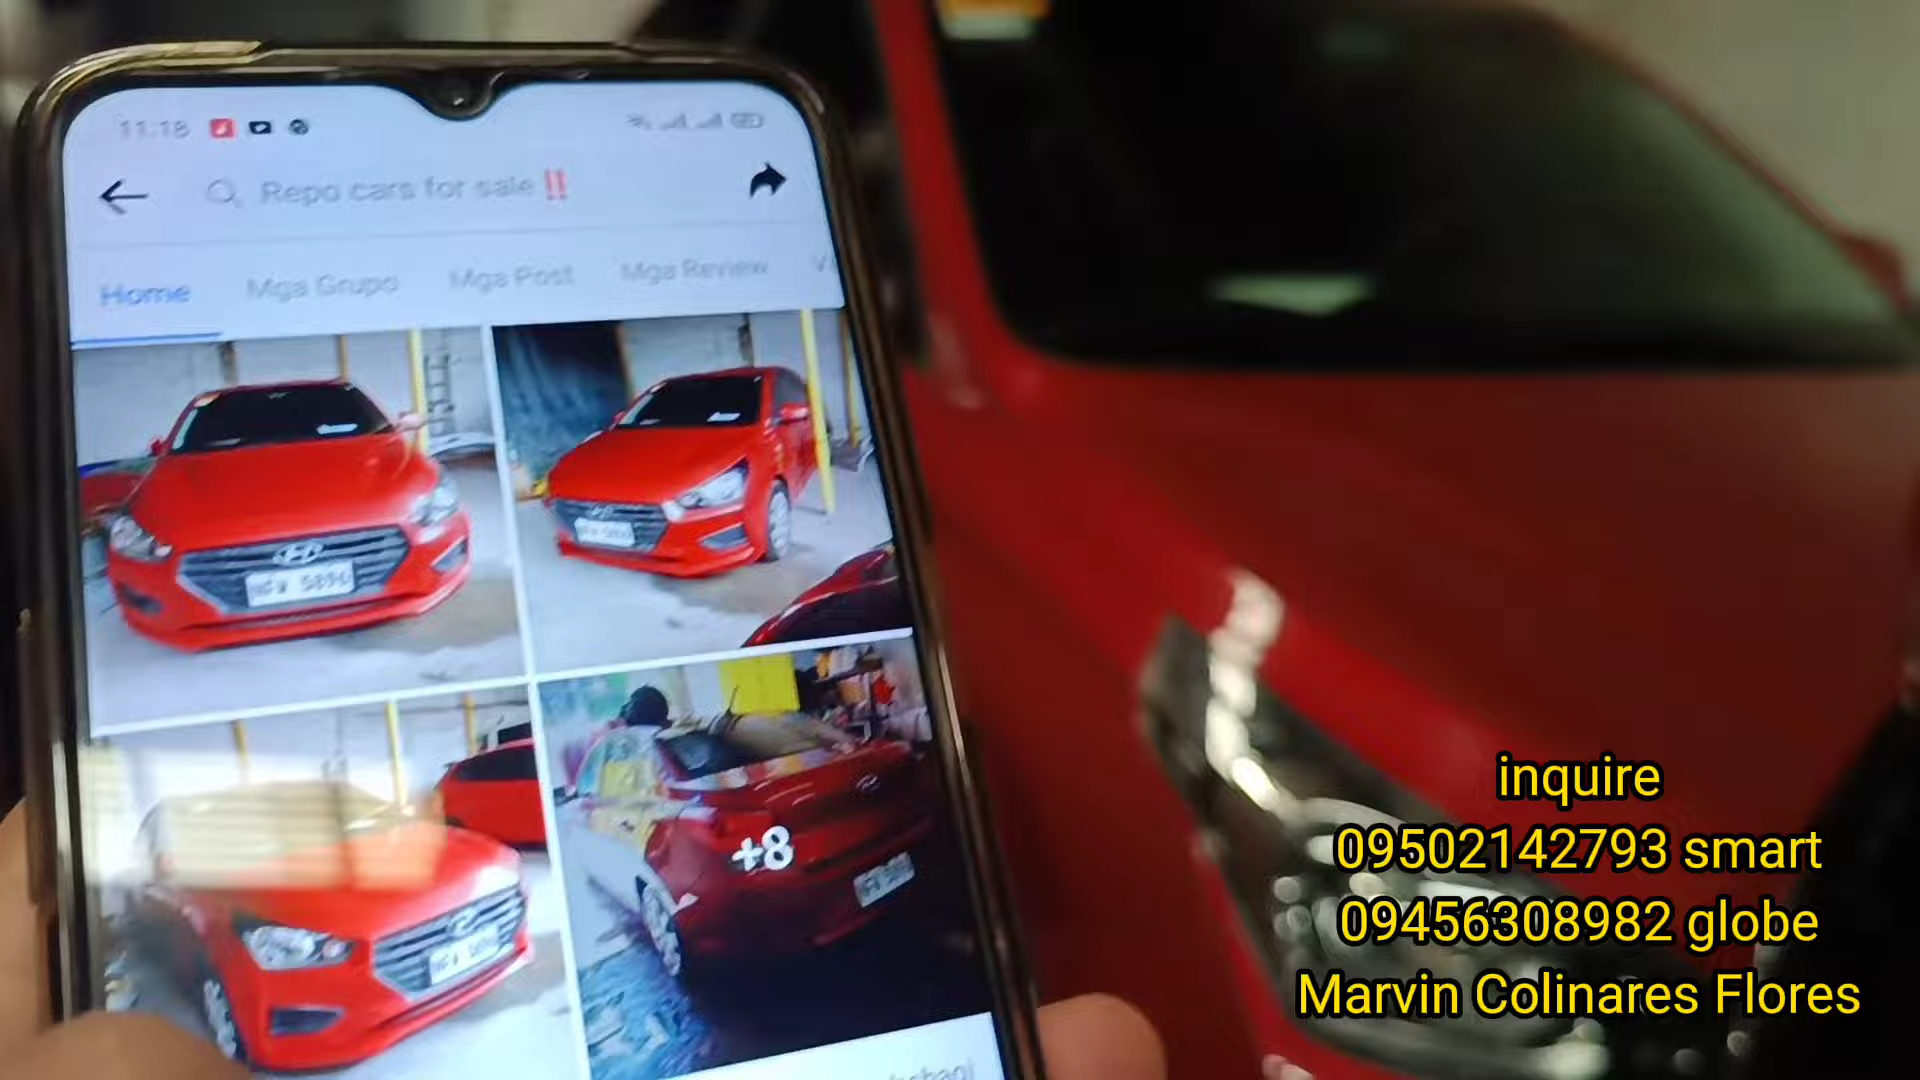 11:18
Repo cars for sale‼️
Home Mga Grupo Mga Post Mga Review
+8
inquire
09502142793 smart
09456308982 globe
Marvin Colinares Flores